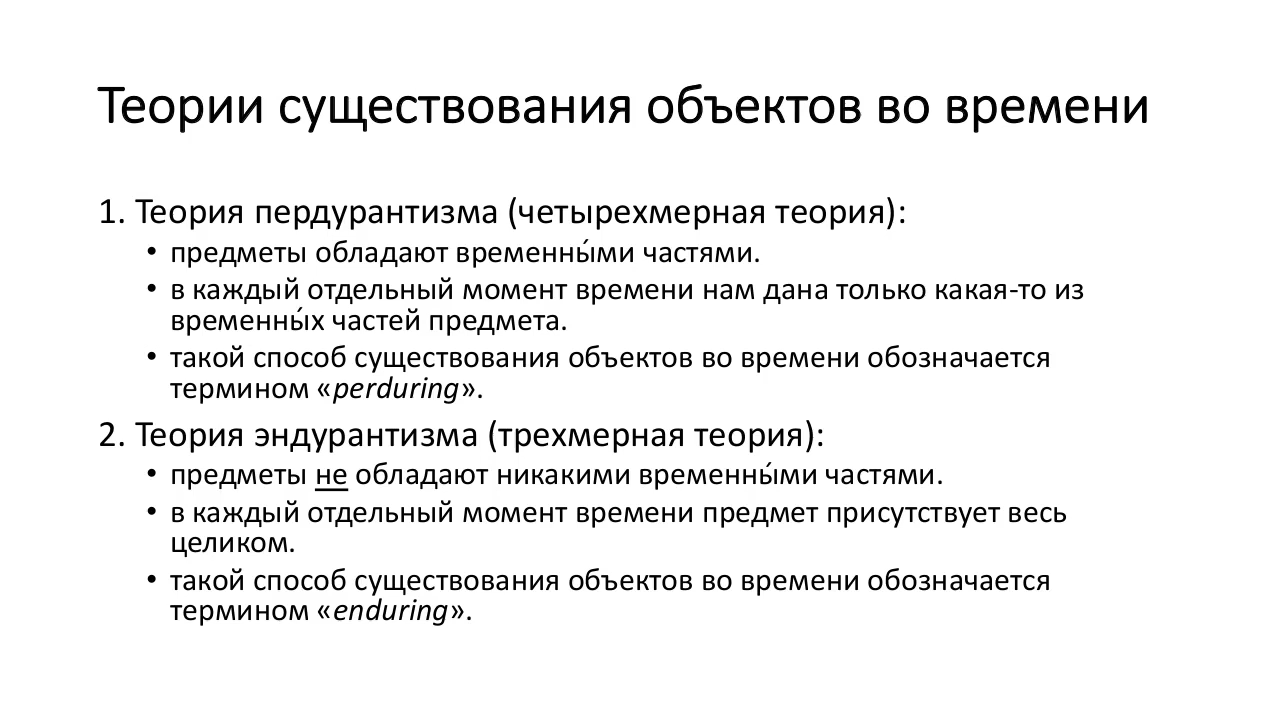 Теории существования объектов во времени
1. Теория пердурантизма (четырехмерная теория):
• предметы обладают временны́ми частями.
• в каждый отдельный момент времени нам дана только какая-то из
временны́х частей предмета.
• такой способ существования объектов во времени обозначается
термином «perduring».
2. Теория эндурантизма (трехмерная теория):
• предметы не обладают никакими временны́ми частями.
• в каждый отдельный момент времени предмет присутствует весь
целиком.
• такой способ существования объектов во времени обозначается
термином «enduring».